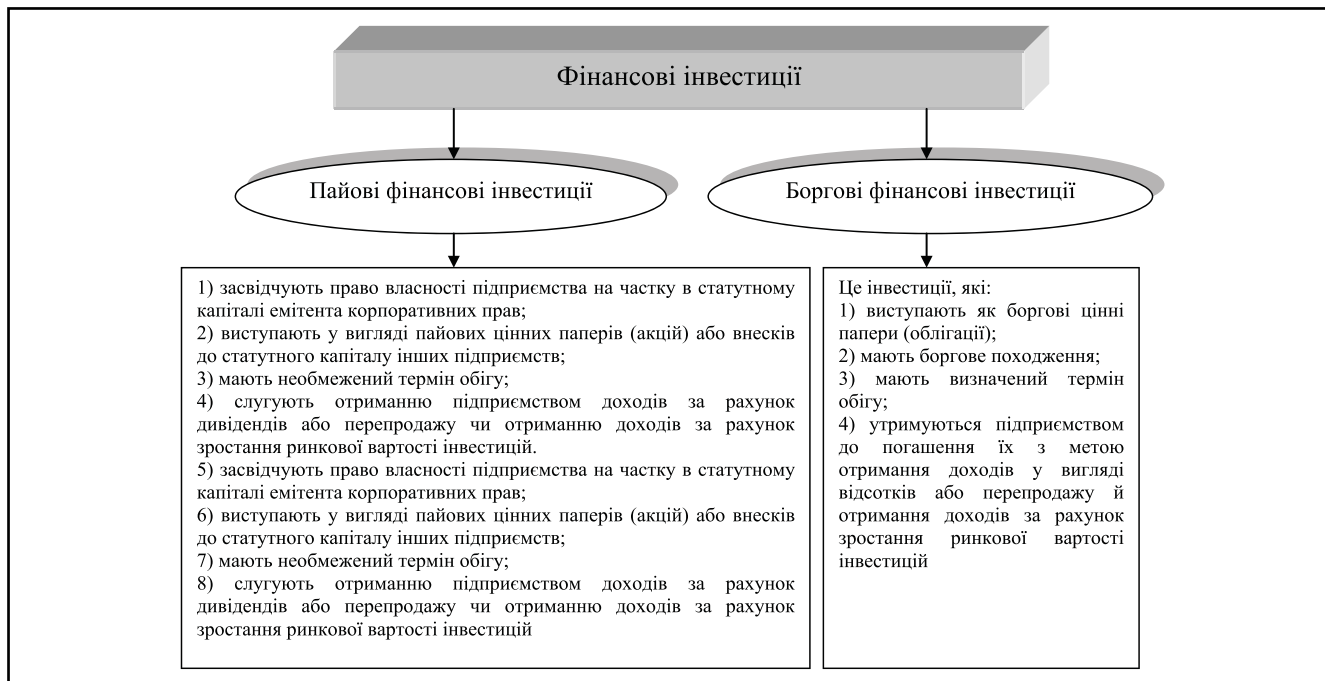 Фінансові інвестиції
Пайові фінансові інвестиції
Боргові фінансові інвестиції
1) засвідчують право власності підприємства на частку в статутному
капіталі емітента корпоративних прав;
2) виступають у вигляді пайових цінних паперів (акцій) або внесків
до статутного капіталу інших підприємств;
3) мають необмежений термін обігу;
4) слугують отриманню підприємством доходів за рахунок
дивідендів або перепродажу чи отриманню доходів за рахунок
зростання ринкової вартості інвестицій.
5) засвідчують право власності підприємства на частку в статутному
капіталі емітента корпоративних прав;
6) виступають у вигляді пайових цінних паперів (акцій) або внесків
до статутного капіталу інших підприємств;
7) мають необмежений термін обігу;
8) слугують отриманню підприємством доходів за рахунок
дивідендів або перепродажу чи отриманню доходів за рахунок
зростання ринкової вартості інвестицій
Це інвестиції, які:
1) виступають як боргові цінні
папери (облігації);
2) мають боргове походження;
3) мають визначений термін
обігу;
4) утримуються підприємством
до погашення їх з метою
отримання доходів у вигляді
відсотків або перепродажу й
отримання доходів за рахунок
зростання ринкової вартості
інвестицій